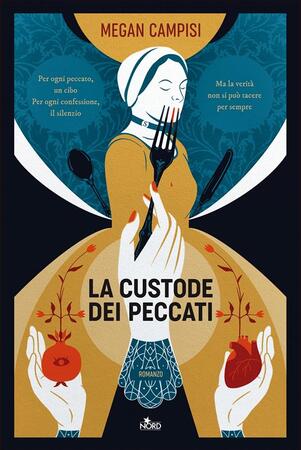 MEGAN CAMPISI
Per ogni peccato,
un cibo
Per ogni confessione,
il silenzio
Ma la verità
non si può tacere
per sempre
LA CUSTODE
DEI PECCATI
ROMANZO
NORD